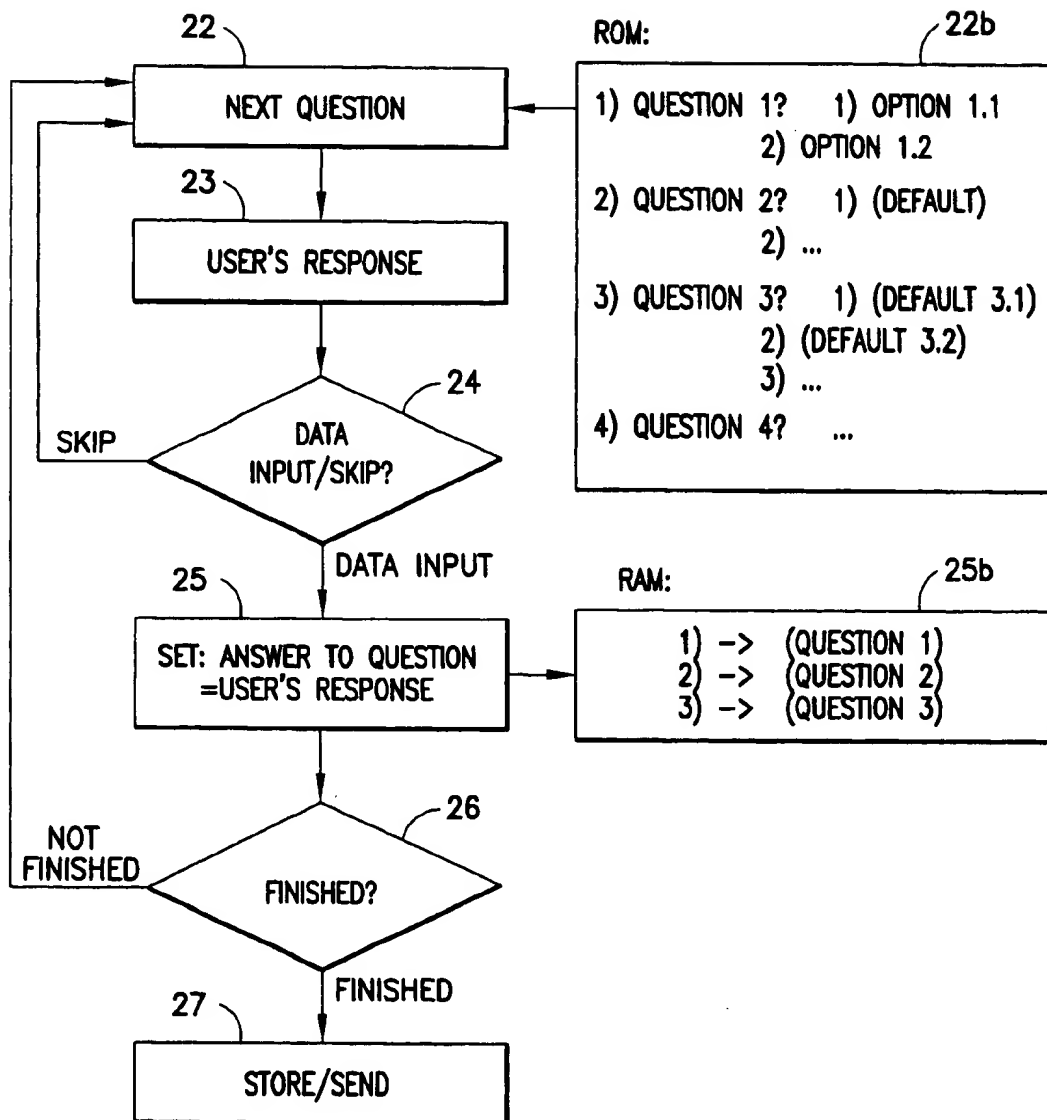 22
NEXT QUESTION
23
USER'S RESPONSE
24
DATA
INPUT/SKIP?
SKIP
DATA INPUT
25
SET: ANSWER TO QUESTION
=USER'S RESPONSE
26
FINISHED?
NOT
FINISHED
FINISHED
27
STORE/SEND
ROM:
22b
1) QUESTION 1? 1) OPTION 1.1
2) OPTION 1.2
2) QUESTION 2? 1) (DEFAULT)
2) ...
3) QUESTION 3? 1) (DEFAULT 3.1)
2) (DEFAULT 3.2)
3) ...
4) QUESTION 4? ...
RAM:
25b
1) -> (QUESTION 1)
2) -> (QUESTION 2)
3) -> (QUESTION 3)